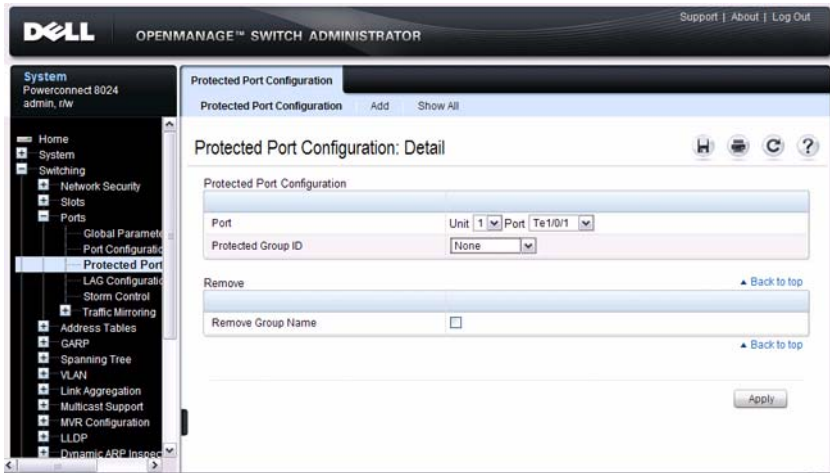 Support | About | Log Out
DELL OPENMANAGE™ SWITCH ADMINISTRATOR
System
Powerconnect 8024
admin, r/w
Home
System
Switching
Network Security
Slots
Ports
Global Paramete
Port Configuratio
Protected Port
LAG Configuratio
Storm Control
Traffic Mirroring
Address Tables
GARP
Spanning Tree
VLAN
Link Aggregation
Multicast Support
MVR Configuration
LLDP
Dynamic ARP Inspec
Protected Port Configuration
Protected Port Configuration Add Show All
Protected Port Configuration: Detail
Protected Port Configuration
Port Unit 1 Port Te1/0/1
Protected Group ID None
Remove ▲ Back to top
Remove Group Name
▲ Back to top
Apply